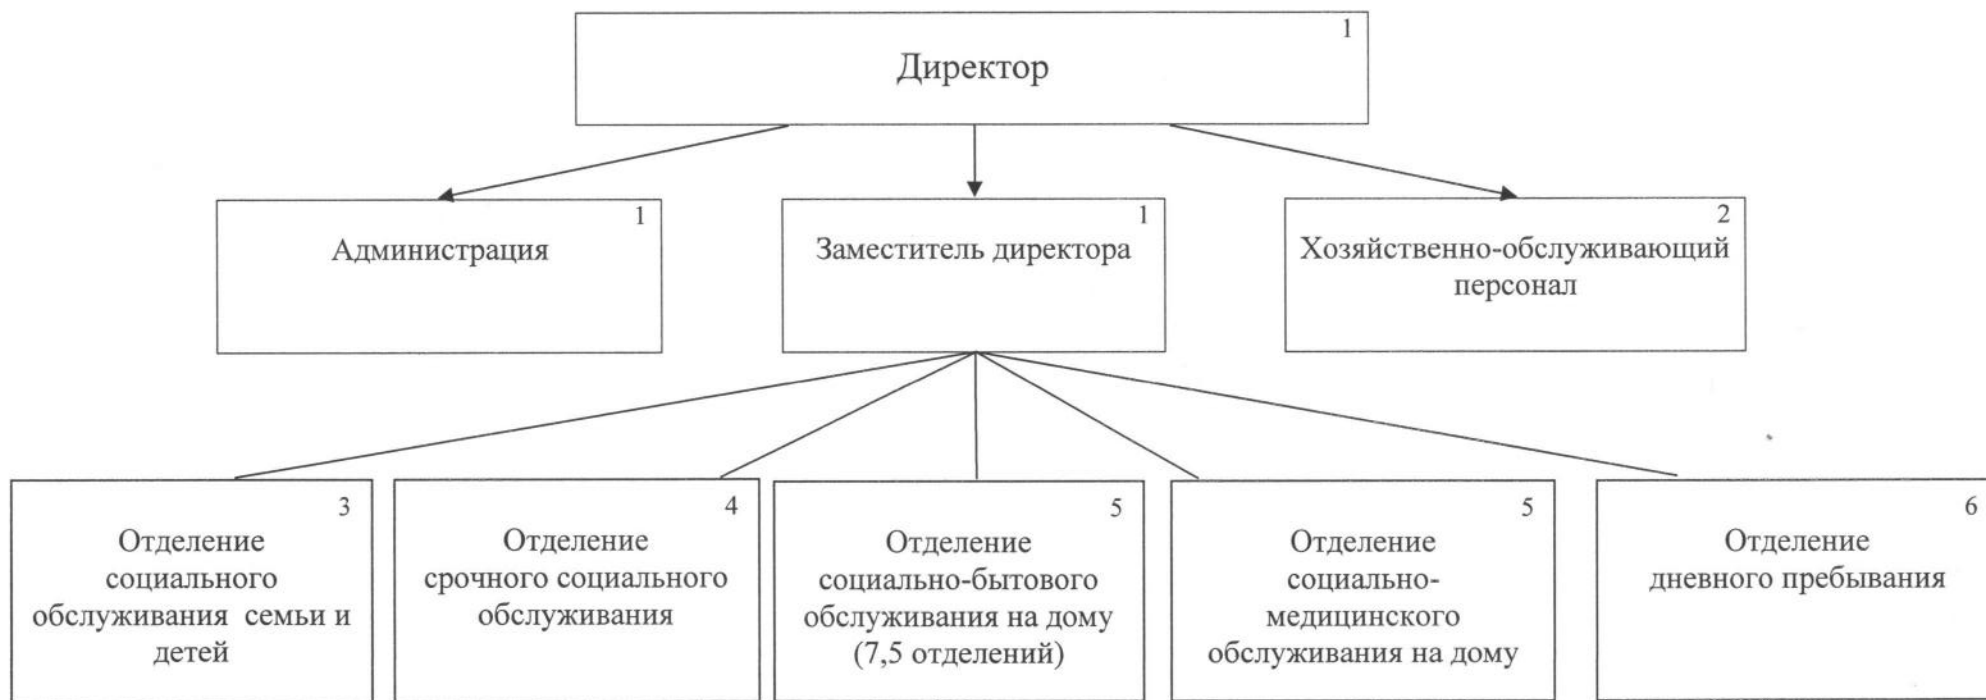 1
Директор
1
Администрация
1
Заместитель директора
2
Хозяйственно-обслуживающий
персонал
3
Отделение
социального
обслуживания семьи и
детей
4
Отделение
срочного социального
обслуживания
5
Отделение
социально-бытового
обслуживания на дому
(7,5 отделений)
5
Отделение
социально-
медицинского
обслуживания на дому
6
Отделение
дневного пребывания